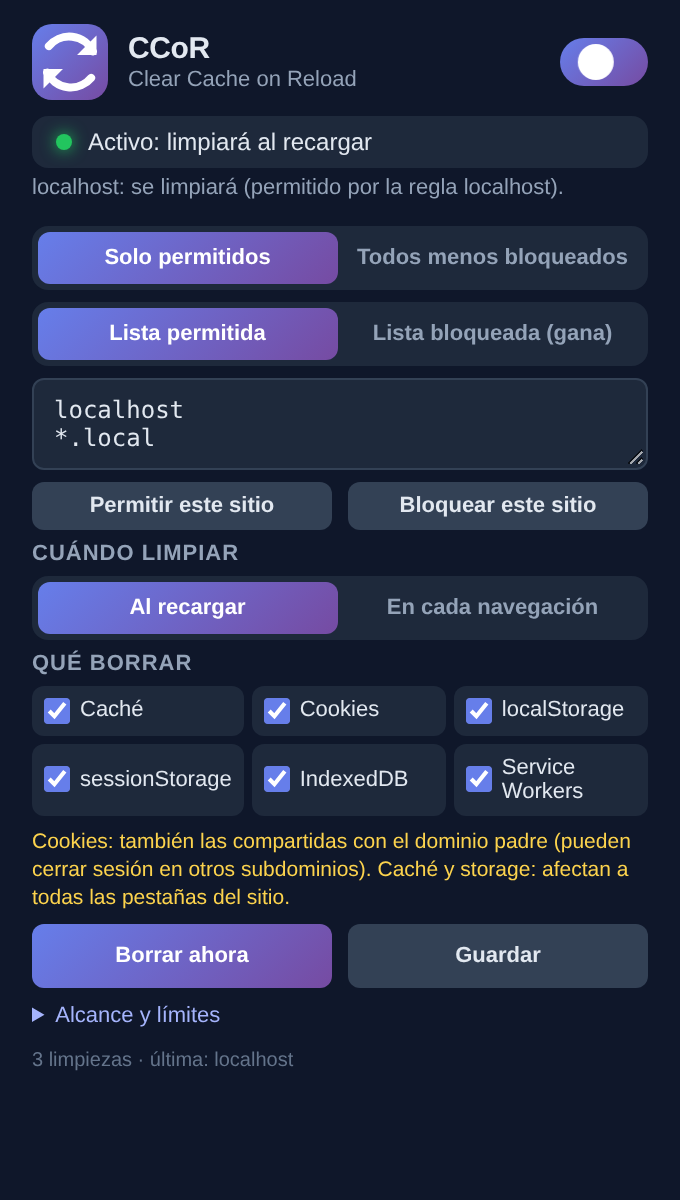 CCoR
Clear Cache on Reload
Activo: limpiará al recargar
localhost: se limpiará (permitido por la regla localhost).
Solo permitidos
Todos menos bloqueados
Lista permitida
Lista bloqueada (gana)
localhost
*.local
Permitir este sitio
Bloquear este sitio
CUÁNDO LIMPIAR
Al recargar
En cada navegación
QUÉ BORRAR
Caché
Cookies
localStorage
sessionStorage
IndexedDB
Service
Workers
Cookies: también las compartidas con el dominio padre (pueden
cerrar sesión en otros subdominios). Caché y storage: afectan a
todas las pestañas del sitio.
Borrar ahora
Guardar
Alcance y límites
3 limpiezas · última: localhost